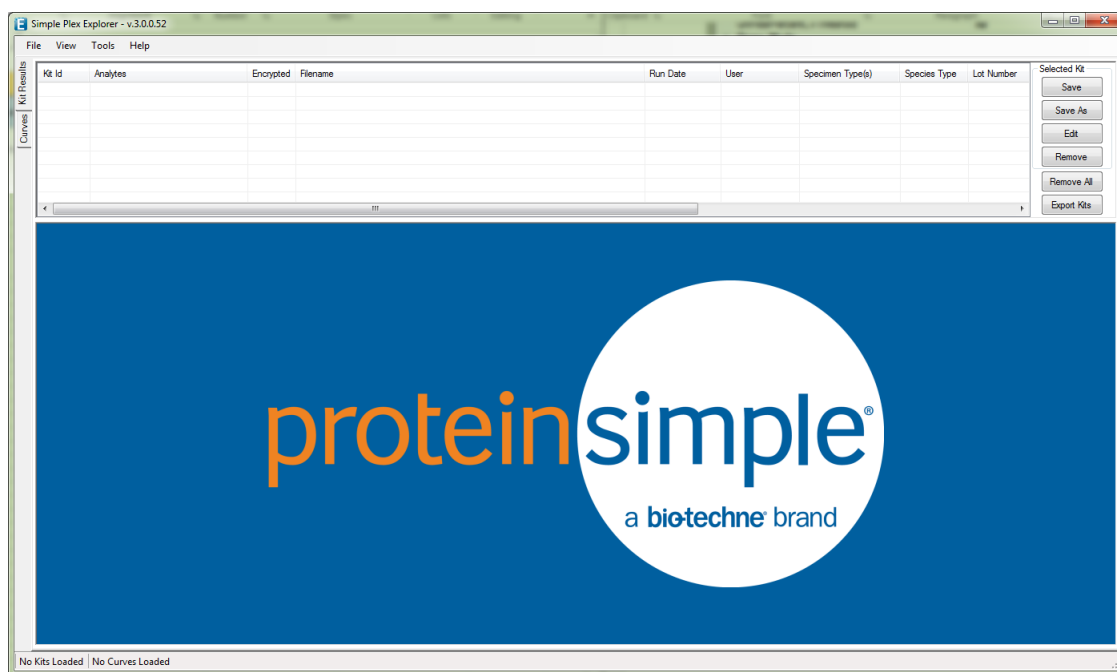 Simple Plex Explorer - v.3.0.0.52
File View Tools Help
Kit Results
Curves
Kit Id Analytes Encrypted Filename Run Date User Specimen Type(s) Species Type Lot Number
Selected Kit
Save
Save As
Edit
Remove
Remove All
Export Kits
proteinsimple®
a bio-techne® brand
No Kits Loaded No Curves Loaded